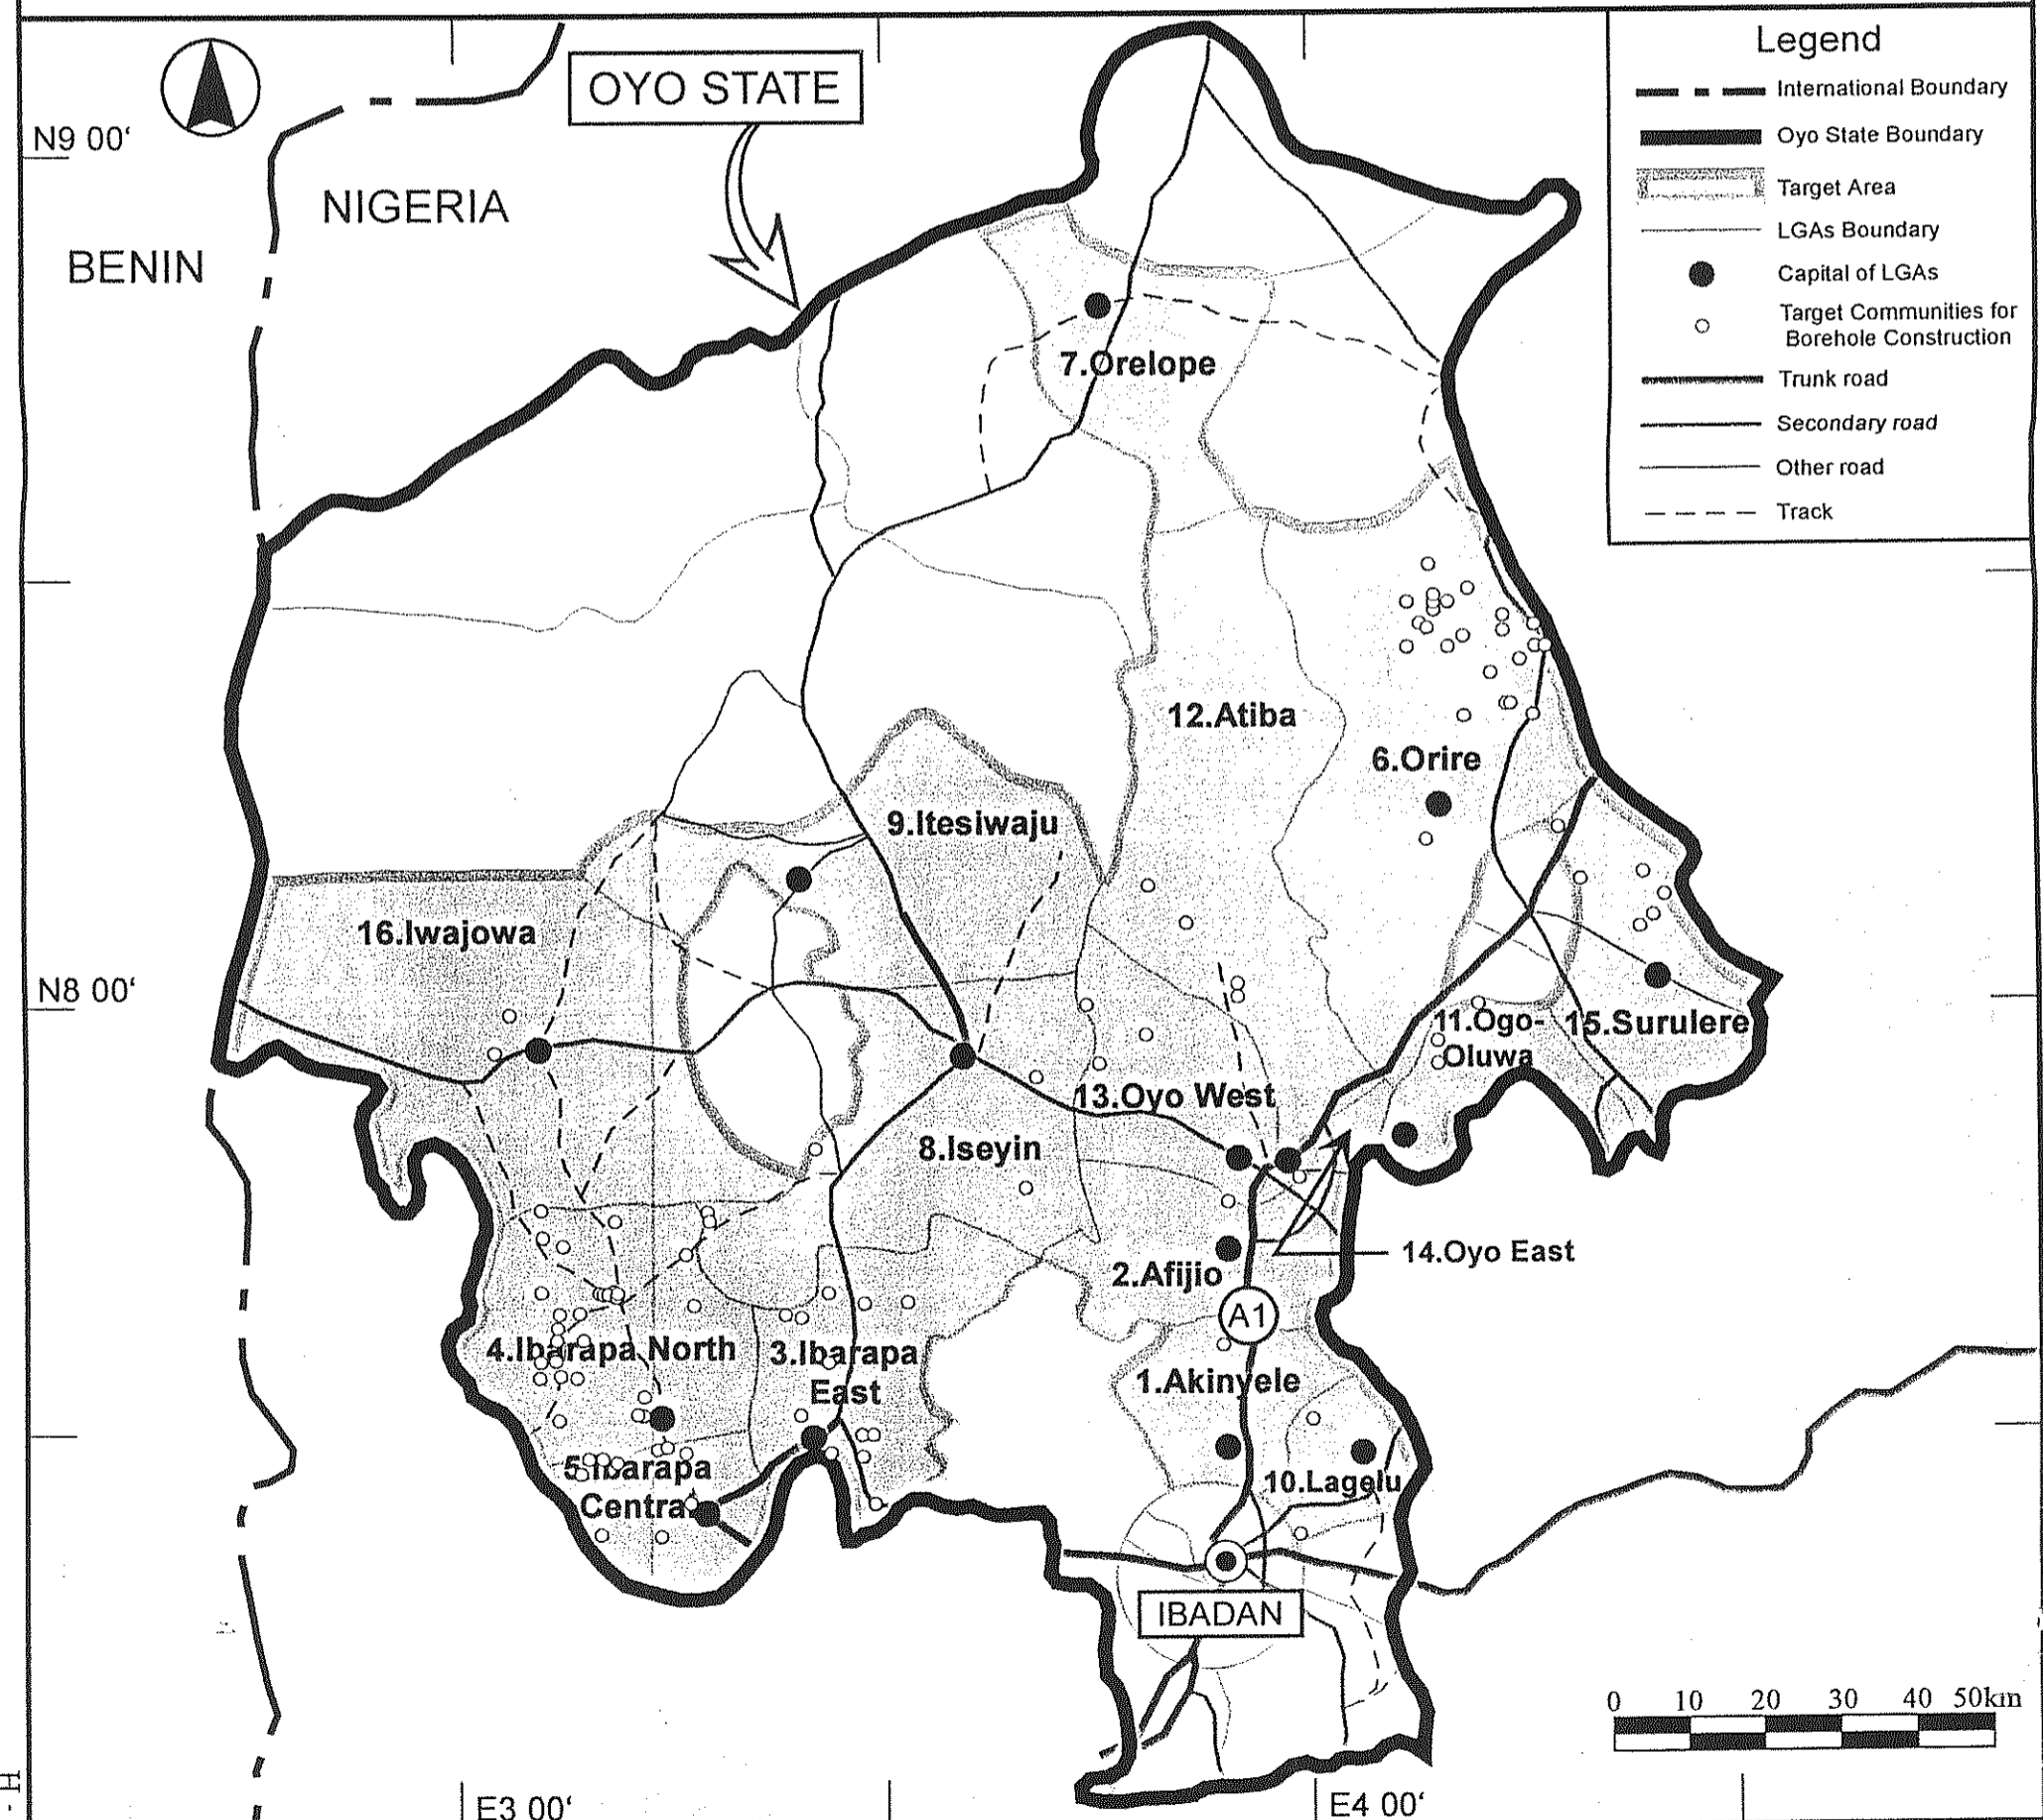 OYO STATE
Legend
International Boundary
Oyo State Boundary
Target Area
LGAs Boundary
Capital of LGAs
Target Communities for
Borehole Construction
Trunk road
Secondary road
Other road
Track
N9 00‘
NIGERIA
BENIN
7.Orelope
12.Atiba
6.Orire
9.Itesiwaju
16.Iwajowa
N8 00‘
11.Ogo-
Oluwa
15.Surulere
13.Oyo West
8.Iseyin
14.Oyo East
2.Afijio
A1
4.Ibarapa North
3.Ibarapa
East
1.Akinyele
5.Ibarapa
Central
10.Lagelu
IBADAN
0 10 20 30 40 50km
E3 00‘
E4 00‘